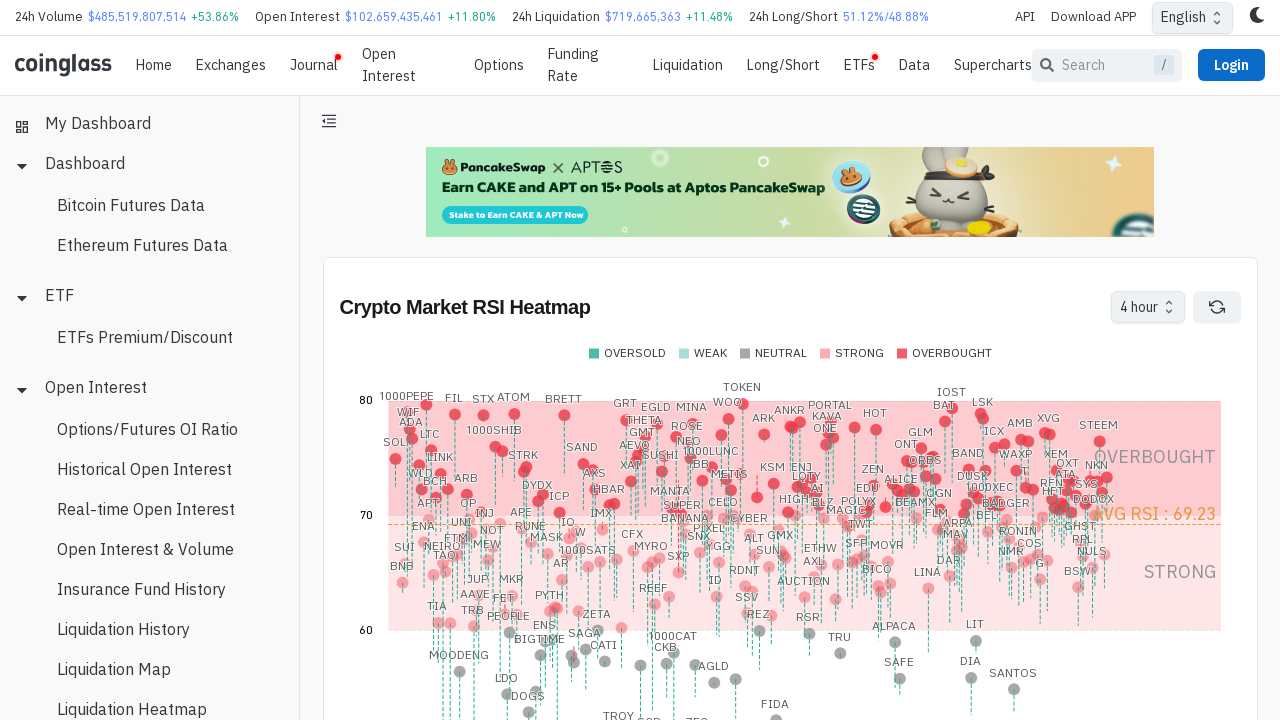 24h Volume $485,519,807,514 +53.86% Open Interest $102,659,435,461 +11.80% 24h Liquidation $719,665,363 +11.48% 24h Long/Short 51.12%/48.88% API Download APP English
coinglass Home Exchanges Journal Open Interest Options Funding Rate Liquidation Long/Short ETFs Data Supercharts Search / Login
My Dashboard
Dashboard
Bitcoin Futures Data
Ethereum Futures Data
ETF
ETFs Premium/Discount
Open Interest
Options/Futures OI Ratio
Historical Open Interest
Real-time Open Interest
Open Interest & Volume
Insurance Fund History
Liquidation History
Liquidation Map
Liquidation Heatmap
PancakeSwap X APTOS
Earn CAKE and APT on 15+ Pools at Aptos PancakeSwap
Stake to Earn CAKE & APT Now
Crypto Market RSI Heatmap
4 hour
OVERSOLD WEAK NEUTRAL STRONG OVERBOUGHT
TOKEN
1000PEPE FIL STX ATOM BRETT GRT EGLD MINA WOO ARK ANKR PORTAL HOT BAT IOST LSK
80
WIF ADA LTC 1000SHIB THETA ROSE KAVA ONE GLM ICX AMB XVG STEEM
SOL LINK STRK SAND AEVO GMT NEO SUSHI 1000LUNC ONT BAND WAXP XEM
OVERBOUGHT
WLD BCH ARB DYDX AXS XAI BB METIS KSM ENJ LQTY ZEN ALICE ORBS DUSK T REN OXT ATA NKN
APT OP ICP HBAR MANTA CELO HIGH AI EDU OGN 1000XEC HFT SYS
70
ENA UNI INJ APE IO IMX SUPER BANANA CYBER BLZ POLYX MAGIC BEAMX FLM BEL BADGER DODOX
AVG RSI : 69.23
SUI NEIRO FTM NOT RUNE MASK W CFX PIXEL SNX ALT GMX TWT ARPA RONIN GHST
BNB TAO MEW 1000SATS MYRO SXP YGG SUN ETHW SFP MOVR MAV NMR COS RPL NULS
JUP MKR AR RDNT AXL RICO LINA DAR G BSW
STRONG
TIA AAVE FET PYTH REEF ID SSV AUCTION
TRB PEOPLE ZETA REZ RSR
60
ENS 1000CAT ALPACA LIT
BIGTIME SAGA CATI CKB TRU
MOODENG AGLD SAFE DIA
LDO SANTOS
DOGS FIDA
TROY